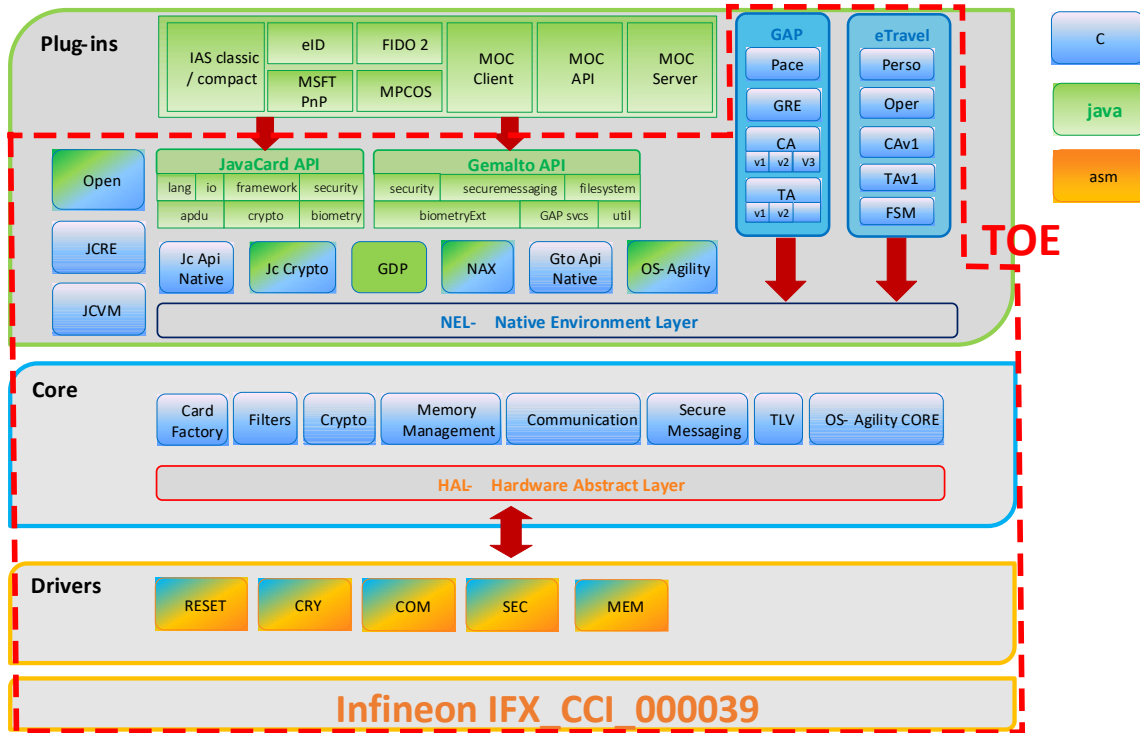 Plug-ins
IAS classic
/ compact
eID
FIDO 2
MSFT
PnP
MPCOS
MOC
Client
MOC
API
MOC
Server
GAP
Pace
GRE
CA
v1 v2 V3
TA
v1 v2
eTravel
Perso
Oper
CAv1
TAv1
FSM
C
java
asm
TOE
Open
JCRE
JCVM
JavaCard API
lang io framework security
apdu crypto biometry
Gemalto API
security securemessaging filesystem
biometryExt GAP svcs util
Jc Api
Native
Jc Crypto
GDP
NAX
Gto Api
Native
OS- Agility
NEL- Native Environment Layer
Core
Card
Factory
Filters
Crypto
Memory
Management
Communication
Secure
Messaging
TLV
OS- Agility CORE
HAL- Hardware Abstract Layer
Drivers
RESET
CRY
COM
SEC
MEM
Infineon IFX_CCI_000039